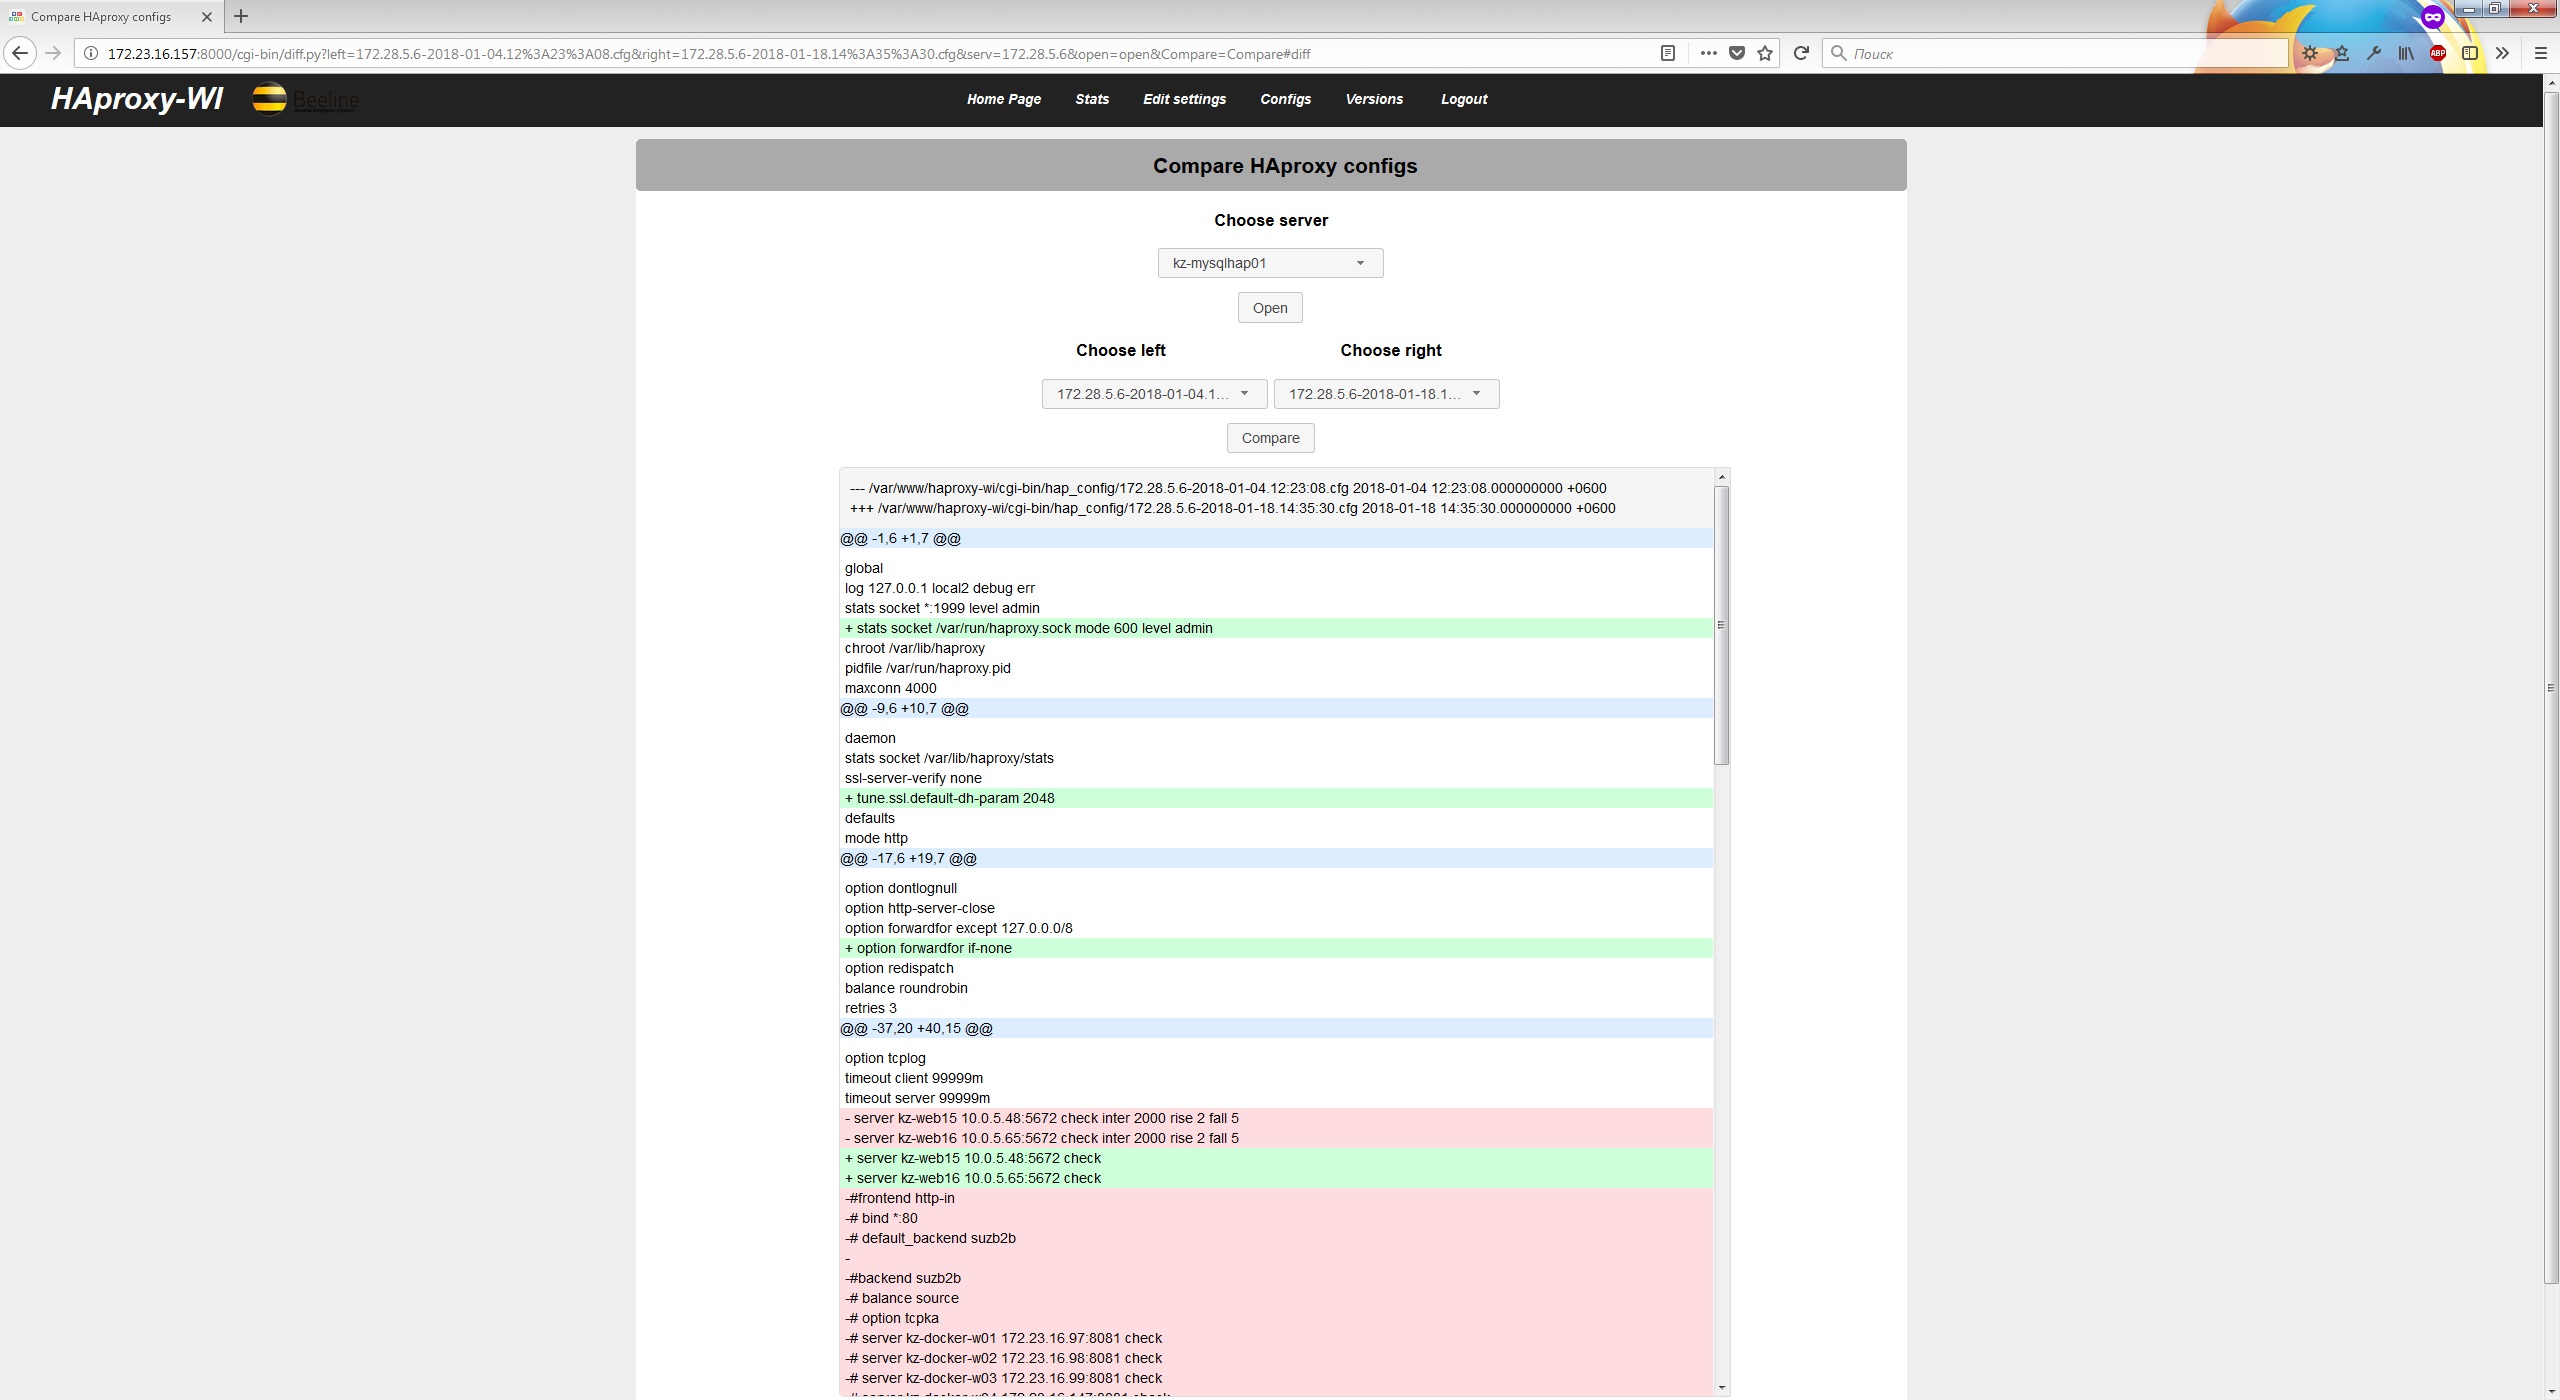 Compare HAproxy configs
172.23.16.157:8000/cgi-bin/diff.py?left=172.28.5.6-2018-01-04.12%3A23%3A08.cfg&right=172.28.5.6-2018-01-18.14%3A35%3A30.cfg&serv=172.28.5.6&open=open&Compare=Compare#diff
Поиск
ABP
HAproxy-WI
Beeline
Home Page Stats Edit settings Configs Versions Logout
Compare HAproxy configs
Choose server
kz-mysqlhap01
Open
Choose left Choose right
172.28.5.6-2018-01-04.1... 172.28.5.6-2018-01-18.1...
Compare
--- /var/www/haproxy-wi/cgi-bin/hap_config/172.28.5.6-2018-01-04.12:23:08.cfg 2018-01-04 12:23:08.000000000 +0600
+++ /var/www/haproxy-wi/cgi-bin/hap_config/172.28.5.6-2018-01-18.14:35:30.cfg 2018-01-18 14:35:30.000000000 +0600
@@ -1,6 +1,7 @@
global
log 127.0.0.1 local2 debug err
stats socket *:1999 level admin
+ stats socket /var/run/haproxy.sock mode 600 level admin
chroot /var/lib/haproxy
pidfile /var/run/haproxy.pid
maxconn 4000
@@ -9,6 +10,7 @@
daemon
stats socket /var/lib/haproxy/stats
ssl-server-verify none
+ tune.ssl.default-dh-param 2048
defaults
mode http
@@ -17,6 +19,7 @@
option dontlognull
option http-server-close
option forwardfor except 127.0.0.0/8
+ option forwardfor if-none
option redispatch
balance roundrobin
retries 3
@@ -37,20 +40,15 @@
option tcplog
timeout client 99999m
timeout server 99999m
- server kz-web15 10.0.5.48:5672 check inter 2000 rise 2 fall 5
- server kz-web16 10.0.5.65:5672 check inter 2000 rise 2 fall 5
+ server kz-web15 10.0.5.48:5672 check
+ server kz-web16 10.0.5.65:5672 check
-#frontend http-in
-# bind *:80
-# default_backend suzb2b
-
-#backend suzb2b
-# balance source
-# option tcpka
-# server kz-docker-w01 172.23.16.97:8081 check
-# server kz-docker-w02 172.23.16.98:8081 check
-# server kz-docker-w03 172.23.16.99:8081 check